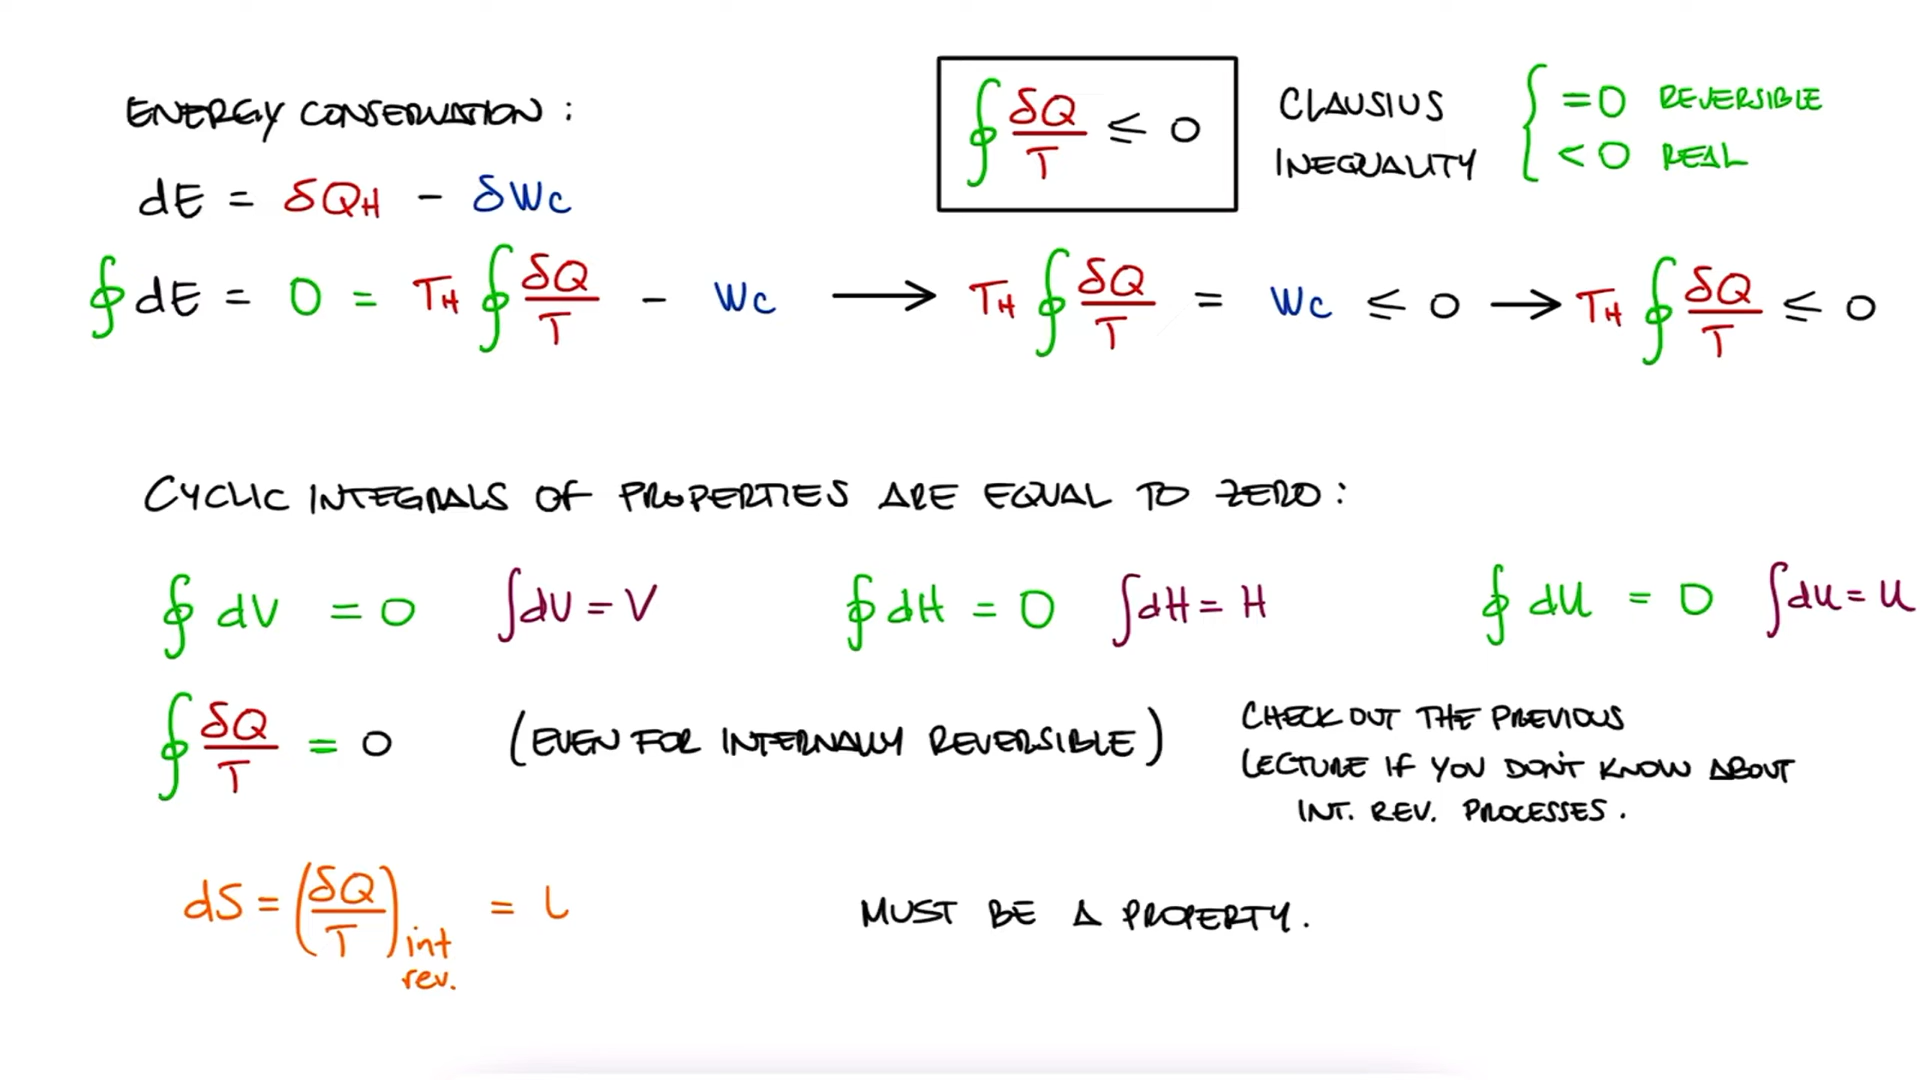 ENERGY CONSERVATION :
∮ δQ/T ≤ 0
CLAUSIUS
INEQUALITY
{ = 0 REVERSIBLE
< 0 REAL
dE = δQH - δWC
∮ dE = 0 = TH ∮ δQ/T - WC → TH ∮ δQ/T = WC ≤ 0 → TH ∮ δQ/T ≤ 0
CYCLIC INTEGRALS OF PROPERTIES ARE EQUAL TO ZERO :
∮ dV = 0 ∫dV = V ∮ dH = 0 ∫dH = H ∮ dU = 0 ∫dU = U
∮ δQ/T = 0 (EVEN FOR INTERNALLY REVERSIBLE)
CHECK OUT THE PREVIOUS
LECTURE IF YOU DON'T KNOW ABOUT
INT. REV. PROCESSES.
dS = (δQ/T) int rev. = L
MUST BE A PROPERTY.